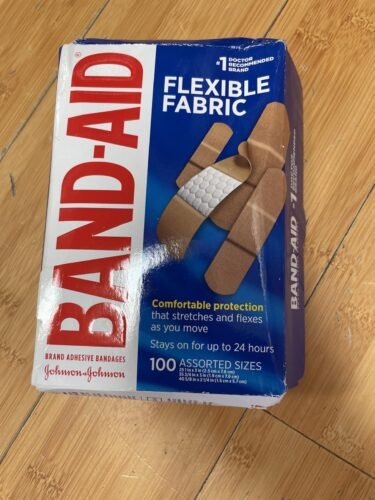 BAND-AID®
BRAND ADHESIVE BANDAGES
Johnson & Johnson
#1 DOCTOR
RECOMMENDED
BRAND
FLEXIBLE
FABRIC
Comfortable protection
that stretches and flexes
as you move
Stays on for up to 24 hours
100 ASSORTED SIZES
BAND-AID